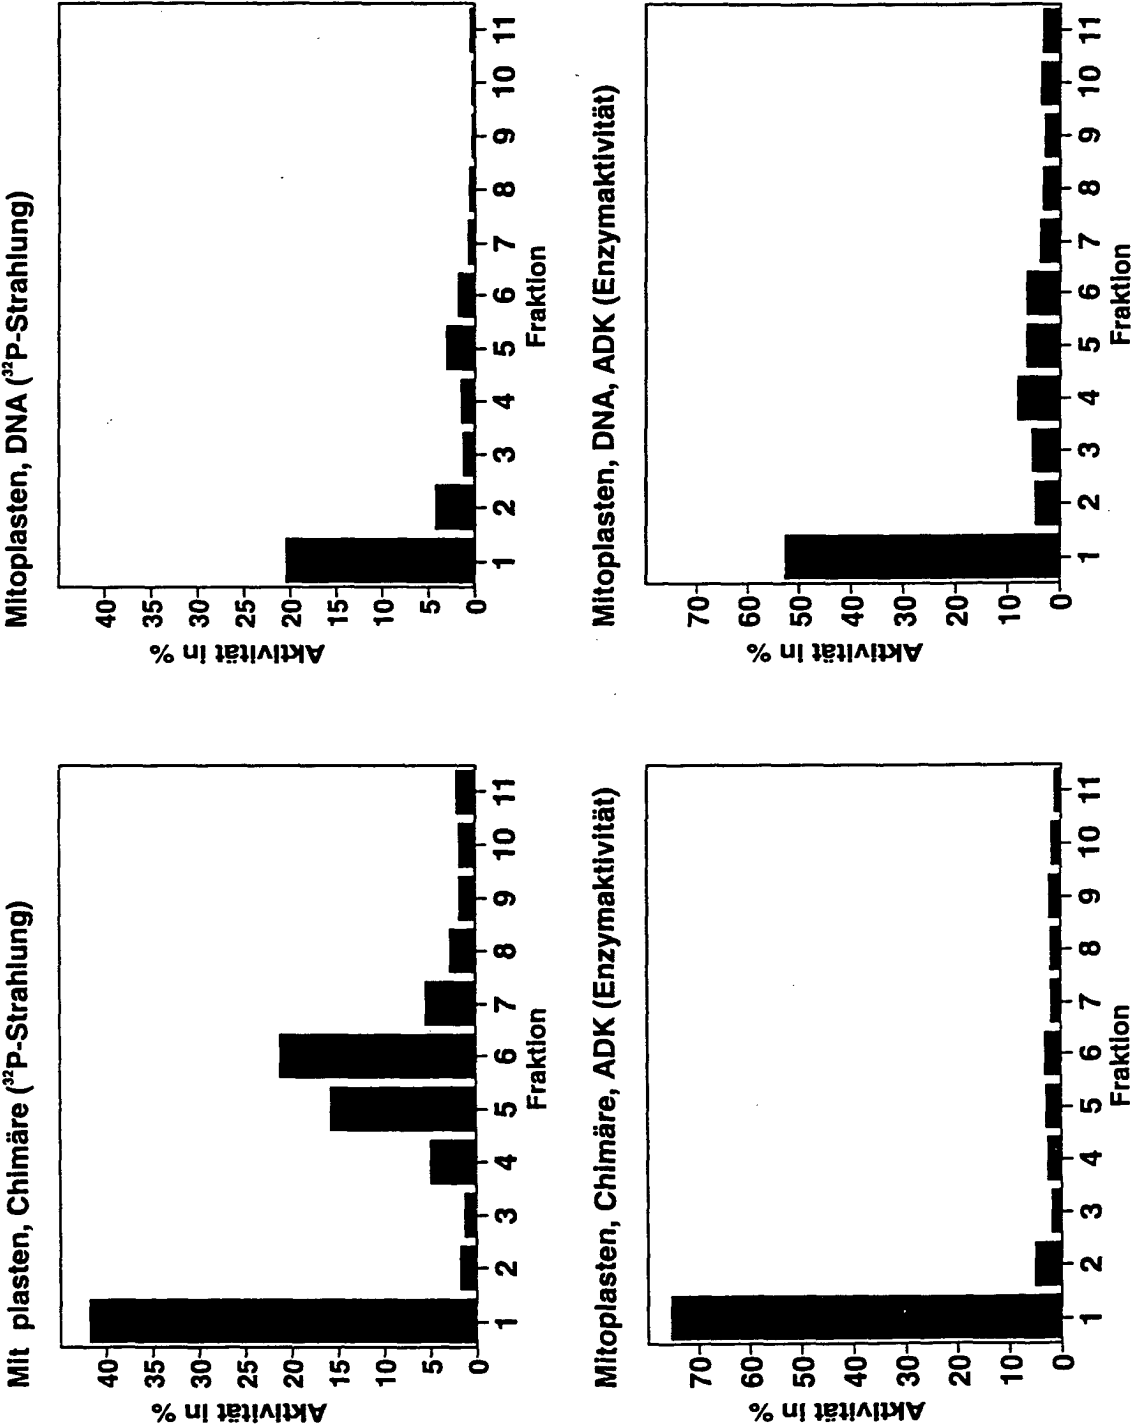 Mit plasten, Chimäre (³²P-Strahlung)
Aktivität in %
40
35
30
25
20
15
10
5
0
1 2 3 4 5 6 7 8 9 10 11
Fraktion
Mitoplasten, DNA (³²P-Strahlung)
Aktivität in %
40
35
30
25
20
15
10
5
0
1 2 3 4 5 6 7 8 9 10 11
Fraktion
Mitoplasten, Chimäre, ADK (Enzymaktivität)
Aktivität in %
70
60
50
40
30
20
10
0
1 2 3 4 5 6 7 8 9 10 11
Fraktion
Mitoplasten, DNA, ADK (Enzymaktivität)
Aktivität in %
70
60
50
40
30
20
10
0
1 2 3 4 5 6 7 8 9 10 11
Fraktion